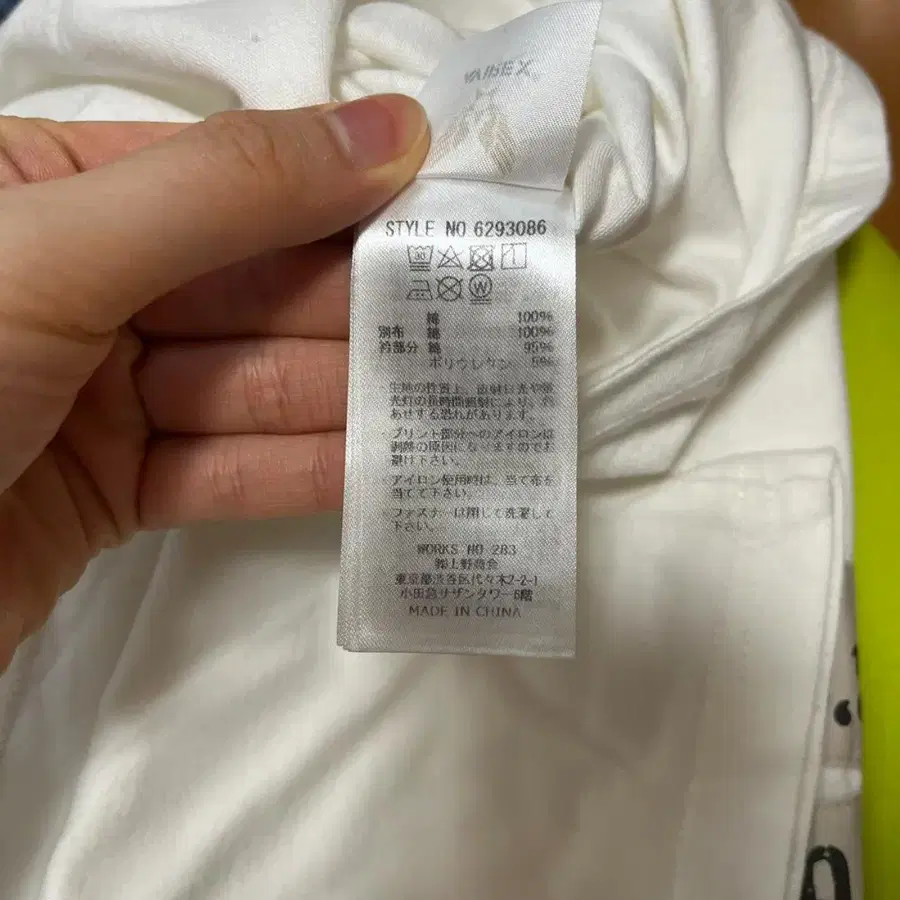 STYLE NO 6293086
綿 100%
別布 綿 100%
衿部分 綿 95%
ポリウレタン 5%
・生地の性質上、直射日光や蛍
光灯の長時間照射により、色
あせする恐れがあります。
・プリント部分へのアイロンは
剥離の原因になりますのでお
避け下さい。
・アイロン使用時は、当て布を
当てて下さい。
・ファスナーは閉じて洗濯して
下さい。
WORKS NO 283
㈱上野商会
東京都渋谷区代々木2-2-1
小田急サザンタワー6階
MADE IN CHINA